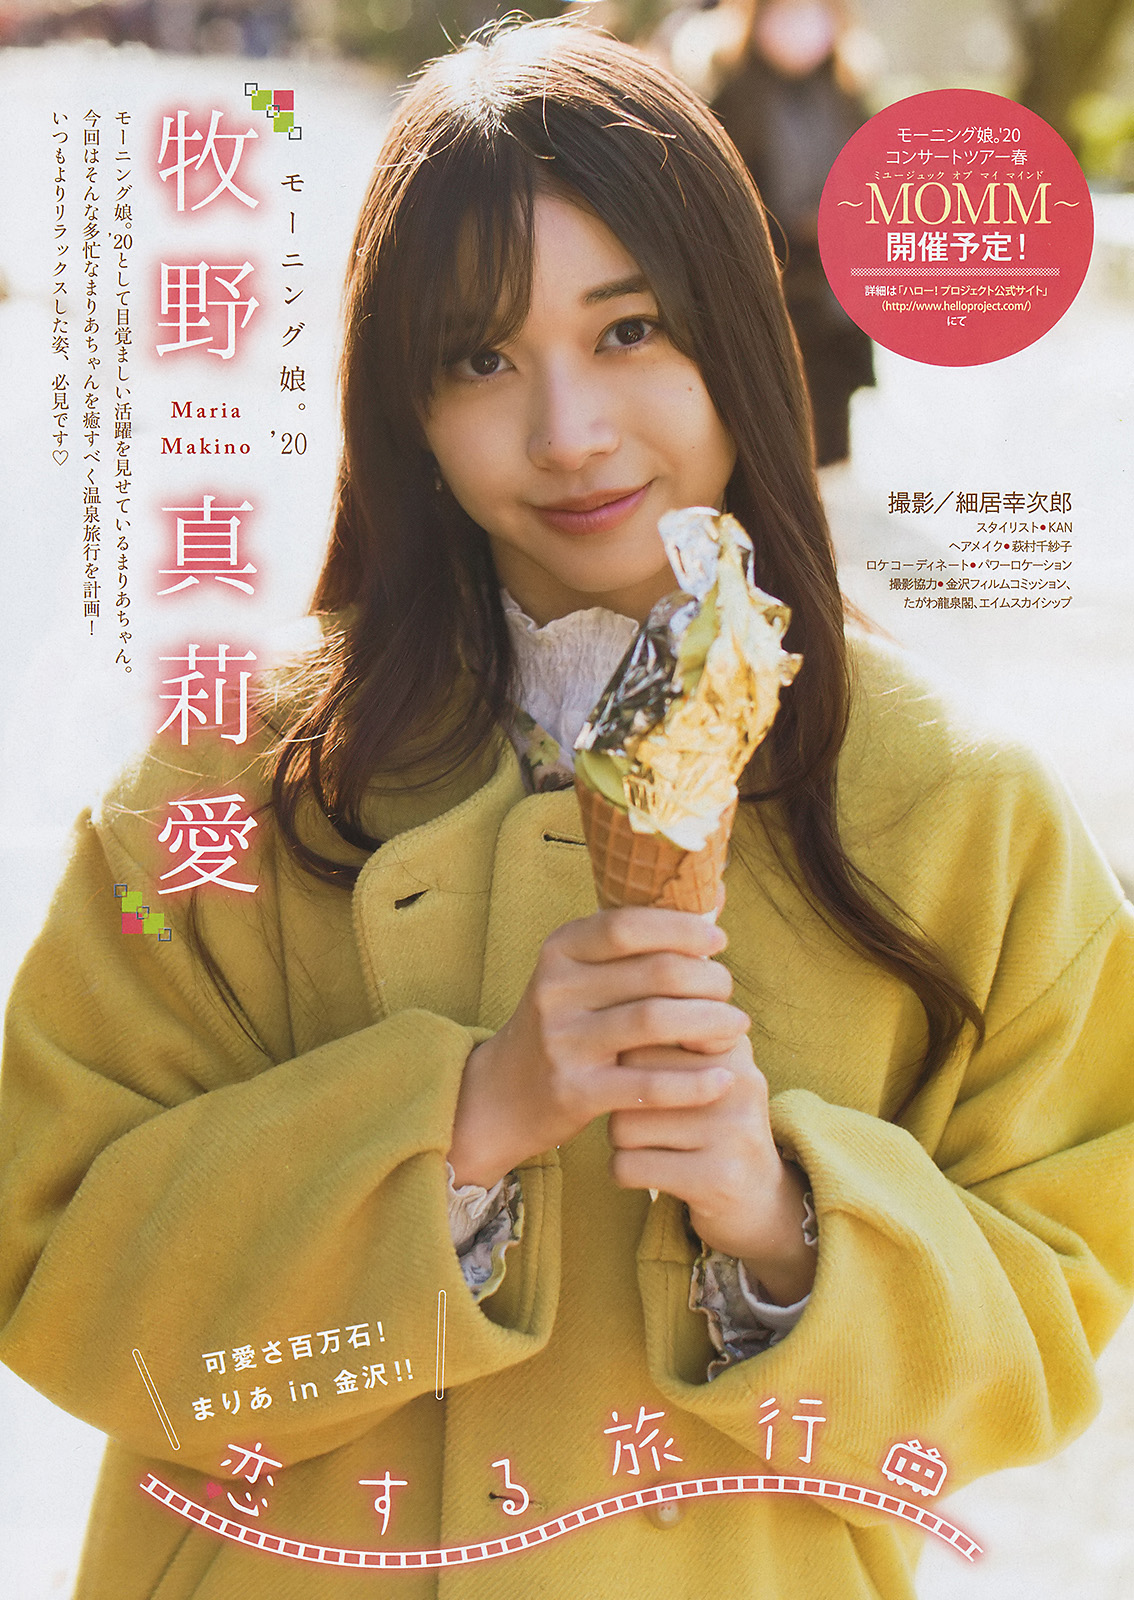 モーニング娘。'20
牧野真莉愛
Maria
Makino
モーニング娘。'20として目覚ましい活躍を見せているまりあちゃん。
今回はそんな多忙なまりあちゃんを癒すべく温泉旅行を計画！
いつもよりリラックスした姿、必見です♡
モーニング娘。'20
コンサートツアー春
ミュージック オブ マイ マインド
～MOMM～
開催予定！
詳細は「ハロー！プロジェクト公式サイト」
（http://www.helloproject.com/）
にて
撮影／細居幸次郎
スタイリスト●KAN
ヘアメイク●萩村千紗子
ロケコーディネート●パワーロケーション
撮影協力●金沢フィルムコミッション、
たがわ龍泉閣、エイムスカイシップ
可愛さ百万石！
まりあ in 金沢!!
恋する旅行